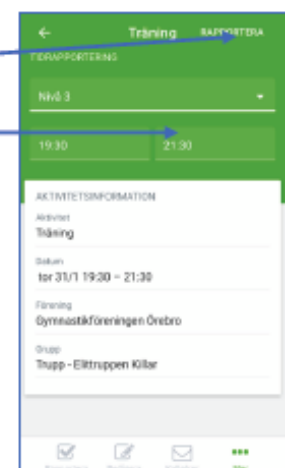 ← Träning RAPPORTERA
TIDRAPPORTERING
Nivå 3
19:30 21:30
AKTIVITETSINFORMATION
Aktivitet
Träning
Datum
tor 31/1 19:30 – 21:30
Förening
Gymnastikföreningen Örebro
Grupp
Trupp - Elittruppen Killar